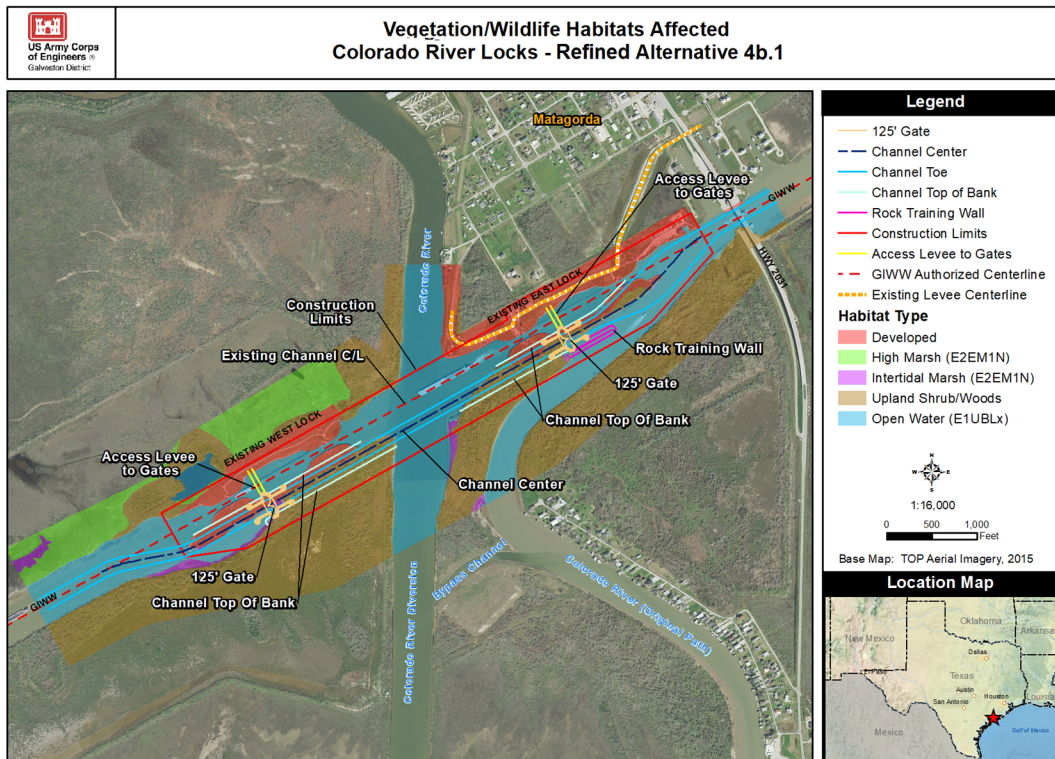 US Army Corps
of Engineers ®
Galveston District
Vegetation/Wildlife Habitats Affected
Colorado River Locks - Refined Alternative 4b.1
Matagorda
Access Levee
to Gates
GIWW
HWY 2031
Colorado River
EXISTING EAST LOCK
Construction
Limits
Existing Channel C/L
Rock Training Wall
125' Gate
Channel Top Of Bank
EXISTING WEST LOCK
Access Levee
to Gates
Channel Center
125' Gate
Channel Top Of Bank
GIWW
Bypass Channel
Colorado River Diversion
Colorado River (Original Path)
Legend
125' Gate
Channel Center
Channel Toe
Channel Top of Bank
Rock Training Wall
Construction Limits
Access Levee to Gates
GIWW Authorized Centerline
Existing Levee Centerline
Habitat Type
Developed
High Marsh (E2EM1N)
Intertidal Marsh (E2EM1N)
Upland Shrub/Woods
Open Water (E1UBLx)
N
W E
S
1:16,000
0 500 1,000
Feet
Base Map: TOP Aerial Imagery, 2015
Location Map
New Mexico
Oklahoma
Arkansas
Dallas
El Paso
Texas
Austin
Houston
San Antonio
Louisiana
Mexico
Gulf of Mexico